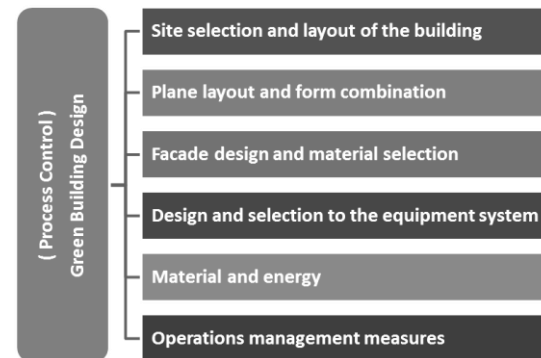 ( Process Control )
Green Building Design
Site selection and layout of the building
Plane layout and form combination
Facade design and material selection
Design and selection to the equipment system
Material and energy
Operations management measures